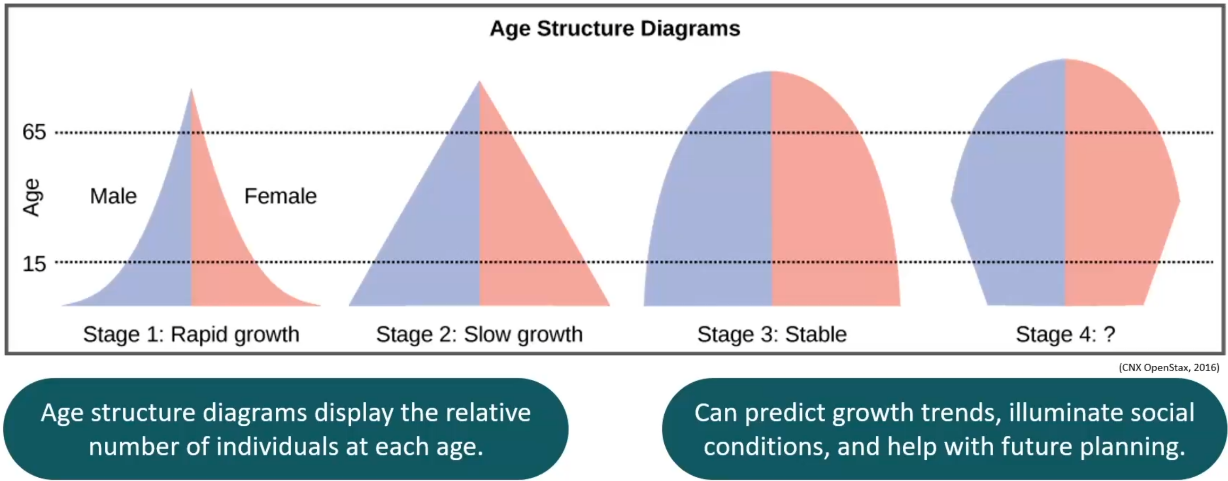 Age Structure Diagrams
65
Age
Male
Female
15
Stage 1: Rapid growth
Stage 2: Slow growth
Stage 3: Stable
Stage 4: ?
(CNX OpenStax, 2016)
Age structure diagrams display the relative
number of individuals at each age.
Can predict growth trends, illuminate social
conditions, and help with future planning.